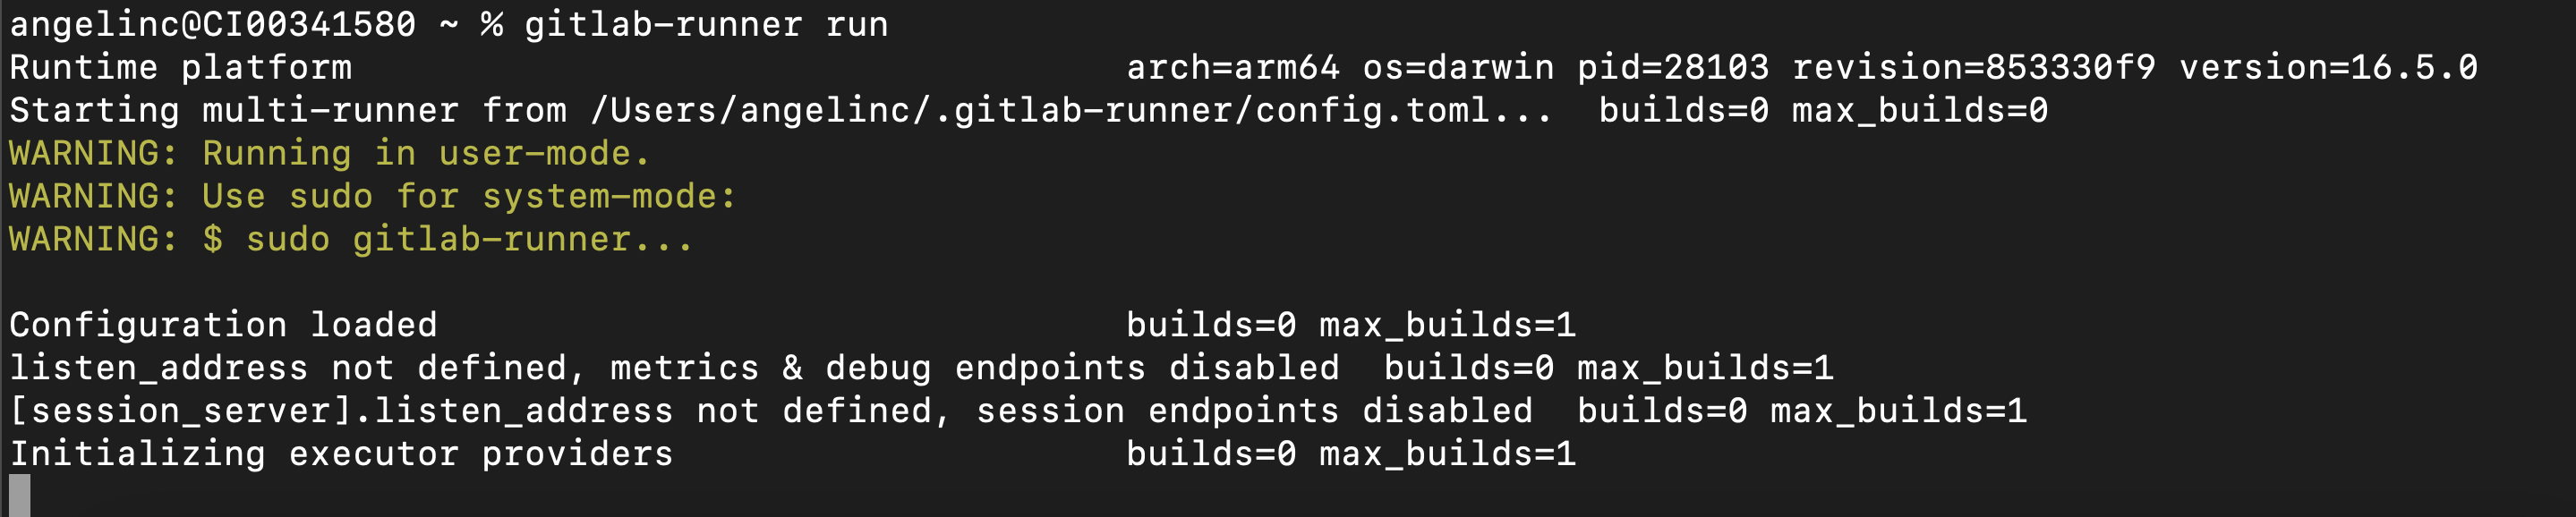 angelinc@CI00341580 ~ % gitlab-runner run
Runtime platform                                    arch=arm64 os=darwin pid=28103 revision=853330f9 version=16.5.0
Starting multi-runner from /Users/angelinc/.gitlab-runner/config.toml...  builds=0 max_builds=0
WARNING: Running in user-mode.
WARNING: Use sudo for system-mode:
WARNING: $ sudo gitlab-runner...

Configuration loaded                                builds=0 max_builds=1
listen_address not defined, metrics & debug endpoints disabled  builds=0 max_builds=1
[session_server].listen_address not defined, session endpoints disabled  builds=0 max_builds=1
Initializing executor providers                     builds=0 max_builds=1